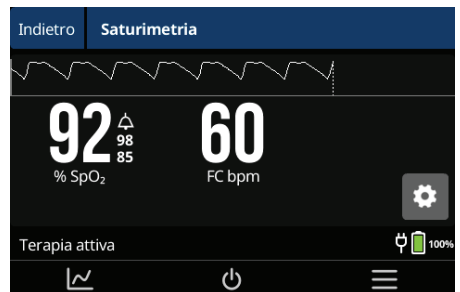 Indietro Saturimetria
92 98 60
85
% SpO₂ FC bpm
Terapia attiva 100%